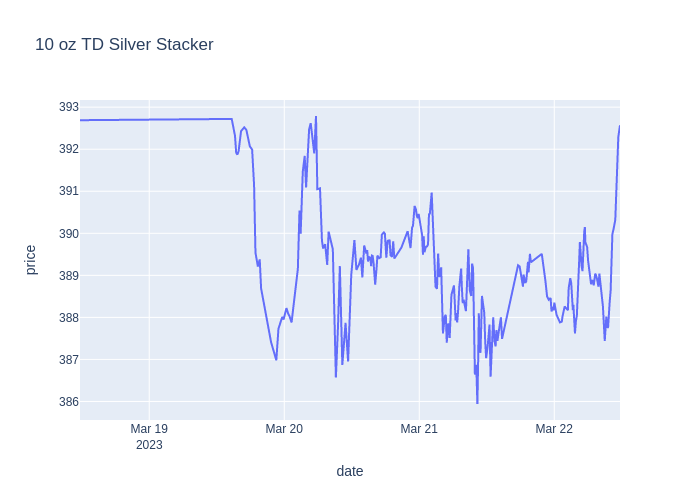 10 oz TD Silver Stacker
393
392
391
390
389
388
387
386
price
Mar 19
2023
Mar 20
Mar 21
Mar 22
date